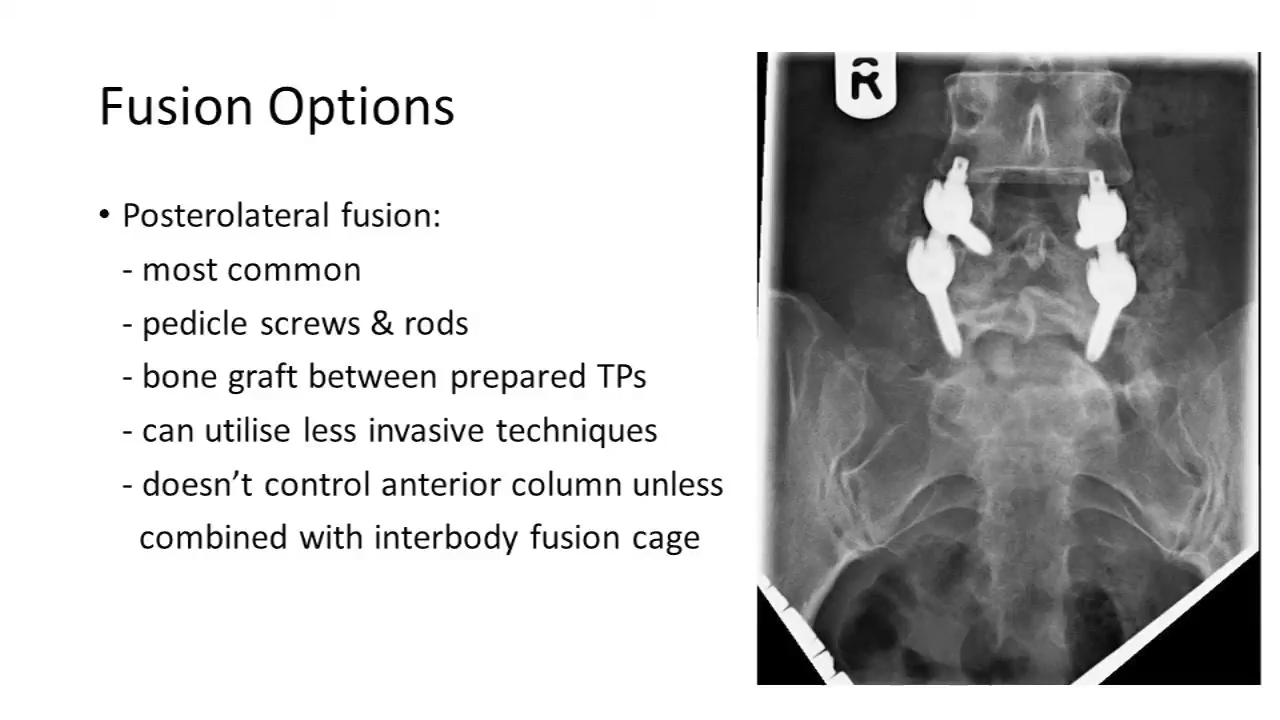 Fusion Options
• Posterolateral fusion:
- most common
- pedicle screws & rods
- bone graft between prepared TPs
- can utilise less invasive techniques
- doesn’t control anterior column unless
combined with interbody fusion cage
R